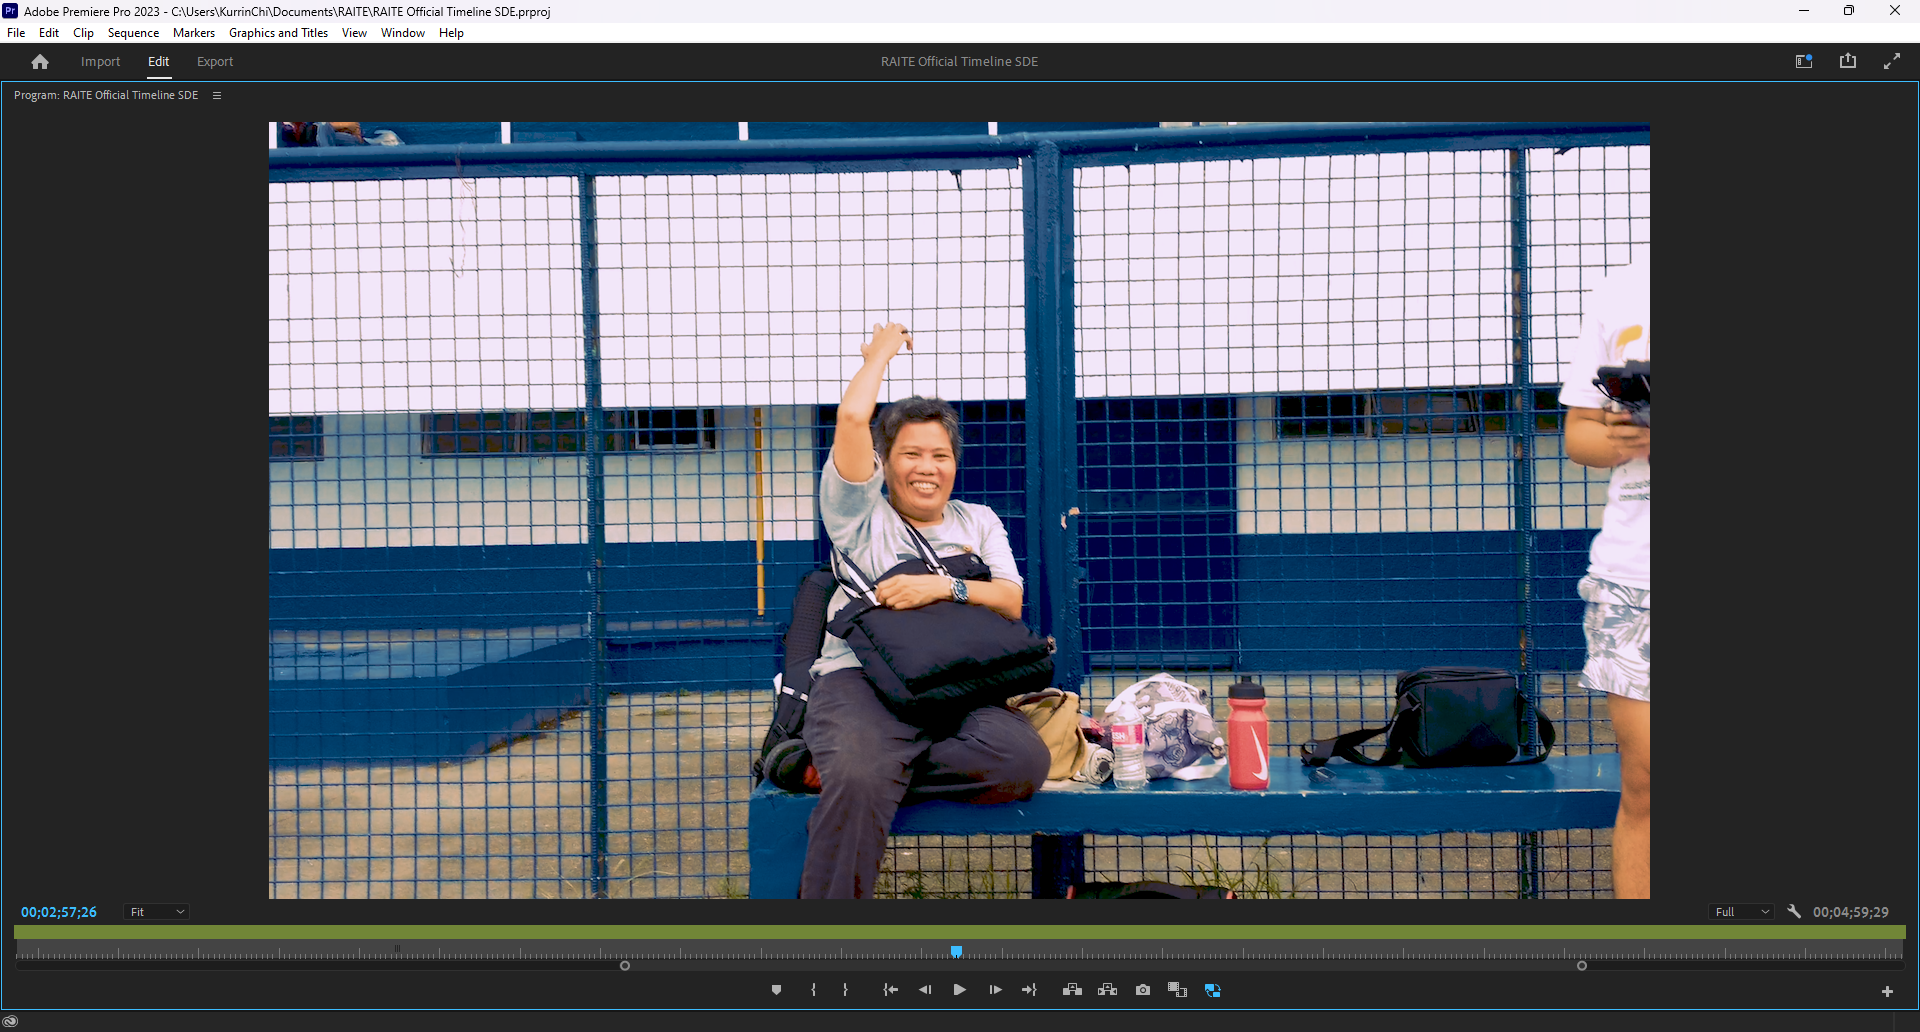 Pr Adobe Premiere Pro 2023 - C:\Users\KurrinChi\Documents\RAITE\RAITE Official Timeline SDE.prproj
File Edit Clip Sequence Markers Graphics and Titles View Window Help
Import Edit Export RAITE Official Timeline SDE
Program: RAITE Official Timeline SDE
00;02;57;26 Fit Full 00;04;59;29